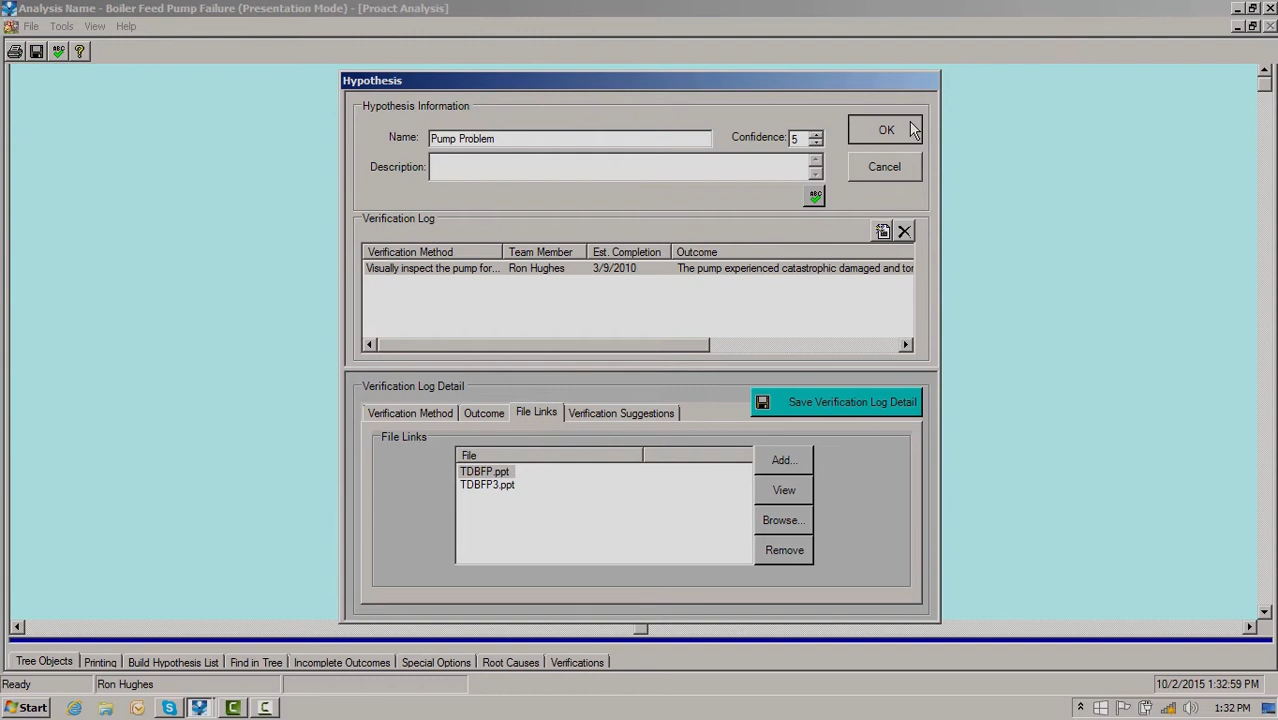 Analysis Name - Boiler Feed Pump Failure (Presentation Mode) - [Proact Analysis]
File Tools View Help
Hypothesis
Hypothesis Information
Name: Pump Problem Confidence: 5 OK
Description: Cancel
ABC
Verification Log
Verification Method Team Member Est. Completion Outcome
Visually inspect the pump for... Ron Hughes 3/9/2010 The pump experienced catastrophic damaged and tor
Verification Log Detail
Save Verification Log Detail
Verification Method Outcome File Links Verification Suggestions
File Links
File
Add...
TDBFP.ppt
TDBFP3.ppt
View
Browse...
Remove
Tree Objects Printing Build Hypothesis List Find in Tree Incomplete Outcomes Special Options Root Causes Verifications
Ready Ron Hughes 10/2/2015 1:32:59 PM
Start 1:32 PM